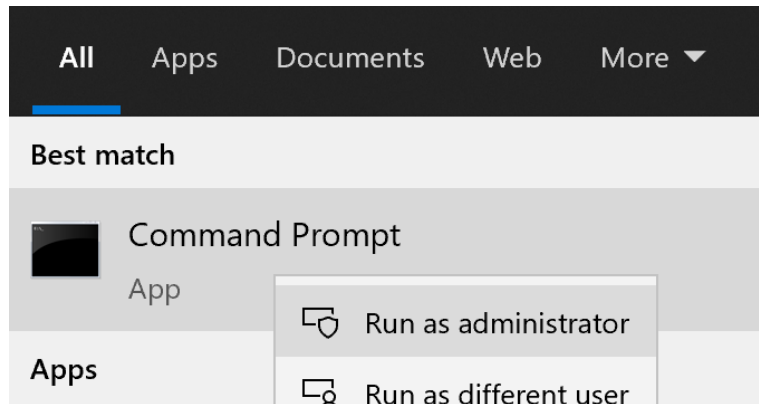 All Apps Documents Web More
Best match
Command Prompt
App
Run as administrator
Apps
Run as different user